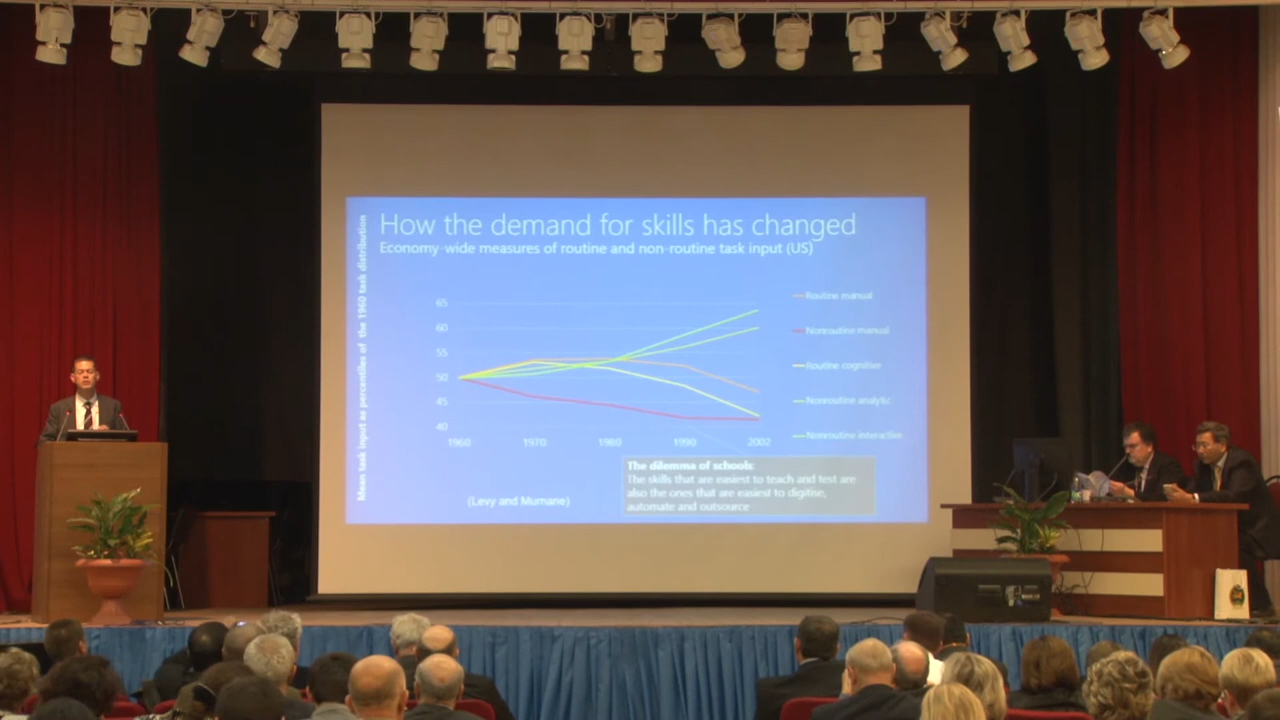 How the demand for skills has changed
Economy-wide measures of routine and non-routine task input (US)
Mean task input as percentiles of the 1960 task distribution
65
60
55
50
45
40
1960 1970 1980 1990 2002
Routine manual
Nonroutine manual
Routine cognitive
Nonroutine analytic
Nonroutine interactive
The dilemma of schools:
The skills that are easiest to teach and test are
also the ones that are easiest to digitise,
automate and outsource
(Levy and Murnane)